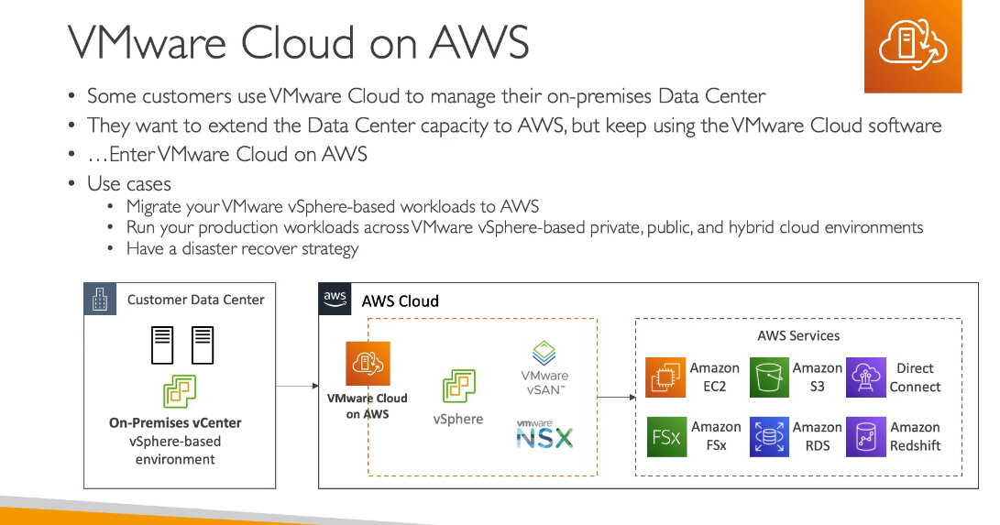 VMware Cloud on AWS
• Some customers use VMware Cloud to manage their on-premises Data Center
• They want to extend the Data Center capacity to AWS, but keep using the VMware Cloud software
• …Enter VMware Cloud on AWS
• Use cases
• Migrate your VMware vSphere-based workloads to AWS
• Run your production workloads across VMware vSphere-based private, public, and hybrid cloud environments
• Have a disaster recover strategy
Customer Data Center
On-Premises vCenter
vSphere-based
environment
aws
AWS Cloud
VMware Cloud
on AWS
vSphere
VMware
vSAN™
vmware
NSX
AWS Services
Amazon
EC2
Amazon
S3
Direct
Connect
FSx
Amazon
FSx
Amazon
RDS
Amazon
Redshift